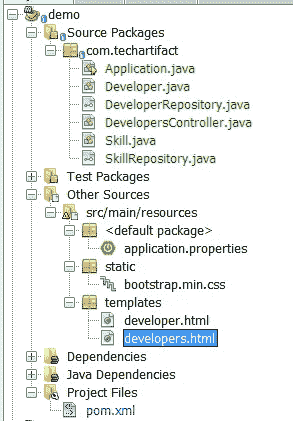 demo
Source Packages
com.techartifact
Application.java
Developer.java
DeveloperRepository.java
DevelopersController.java
Skill.java
SkillRepository.java
Test Packages
Other Sources
src/main/resources
<default package>
application.properties
static
bootstrap.min.css
templates
developer.html
developers.html
Dependencies
Java Dependencies
Project Files
pom.xml